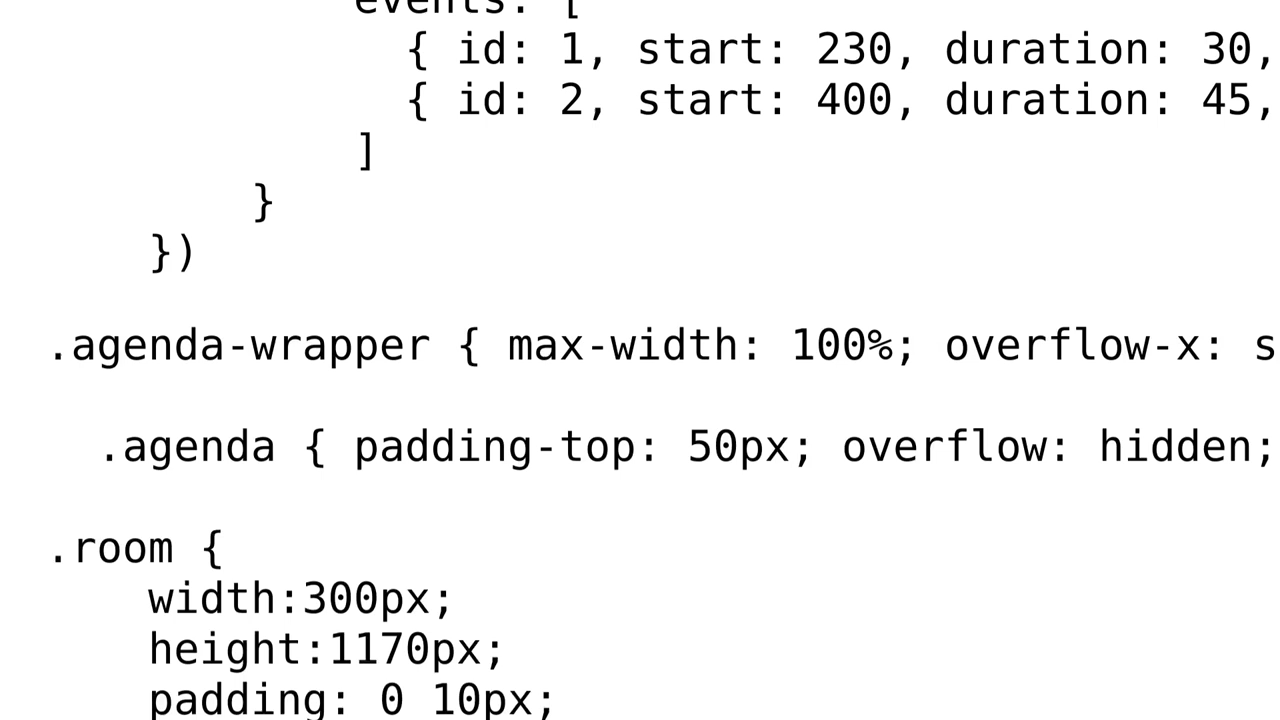 events: [
{ id: 1, start: 230, duration: 30,
{ id: 2, start: 400, duration: 45,
]
}
})
.agenda-wrapper { max-width: 100%; overflow-x: s
.agenda { padding-top: 50px; overflow: hidden;
.room {
width:300px;
height:1170px;
padding: 0 10px;